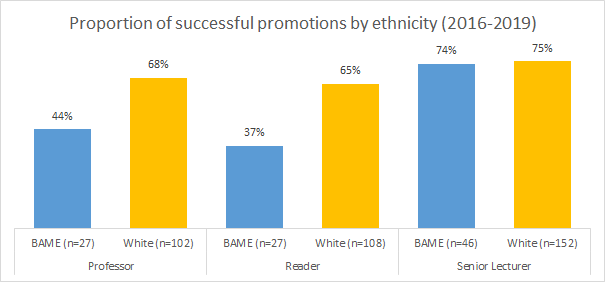 Proportion of successful promotions by ethnicity (2016-2019)
44%
68%
37%
65%
74%
75%
BAME (n=27)
White (n=102)
BAME (n=27)
White (n=108)
BAME (n=46)
White (n=152)
Professor
Reader
Senior Lecturer